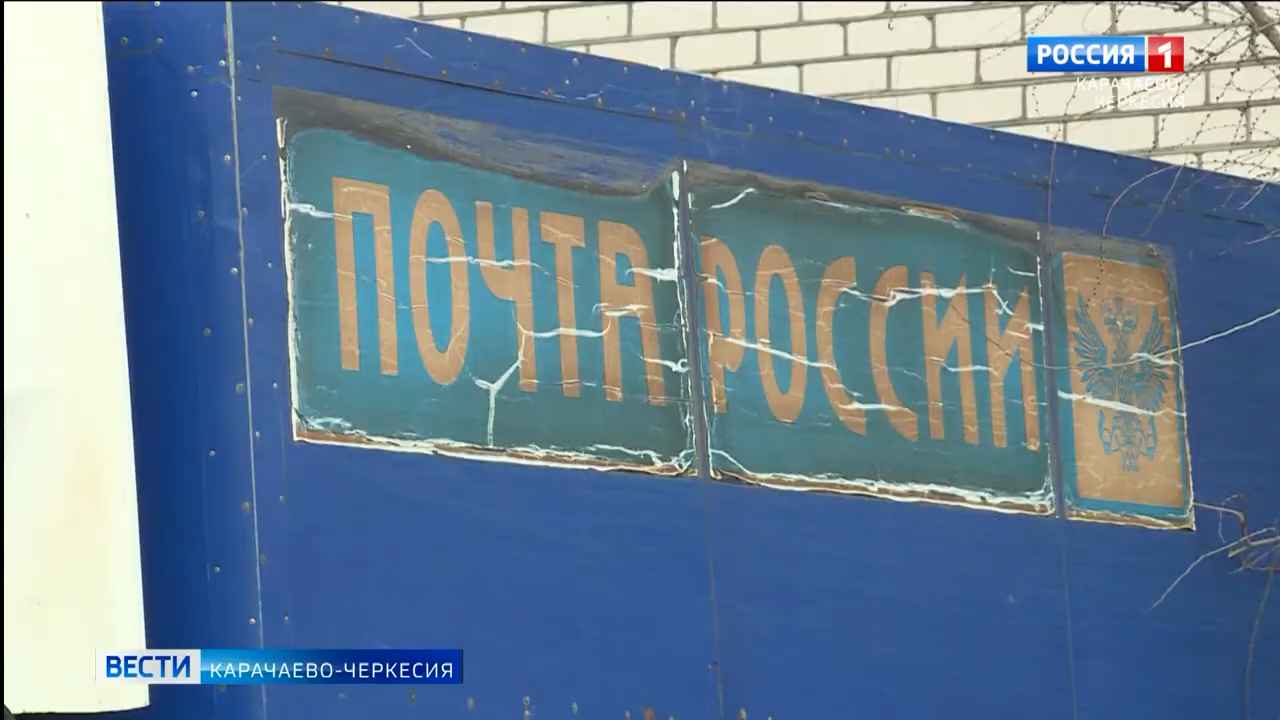 РОССИЯ 1
КАРАЧАЕВО-
ЧЕРКЕСИЯ
ПОЧТА РОССИИ
ВЕСТИ КАРАЧАЕВО-ЧЕРКЕСИЯ